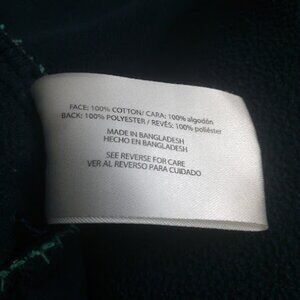 FACE: 100% COTTON/ CARA: 100% algodón
BACK: 100% POLYESTER / REVÉS: 100% poliéster
MADE IN BANGLADESH
HECHO EN BANGLADESH
SEE REVERSE FOR CARE
VER AL REVERSO PARA CUIDADO